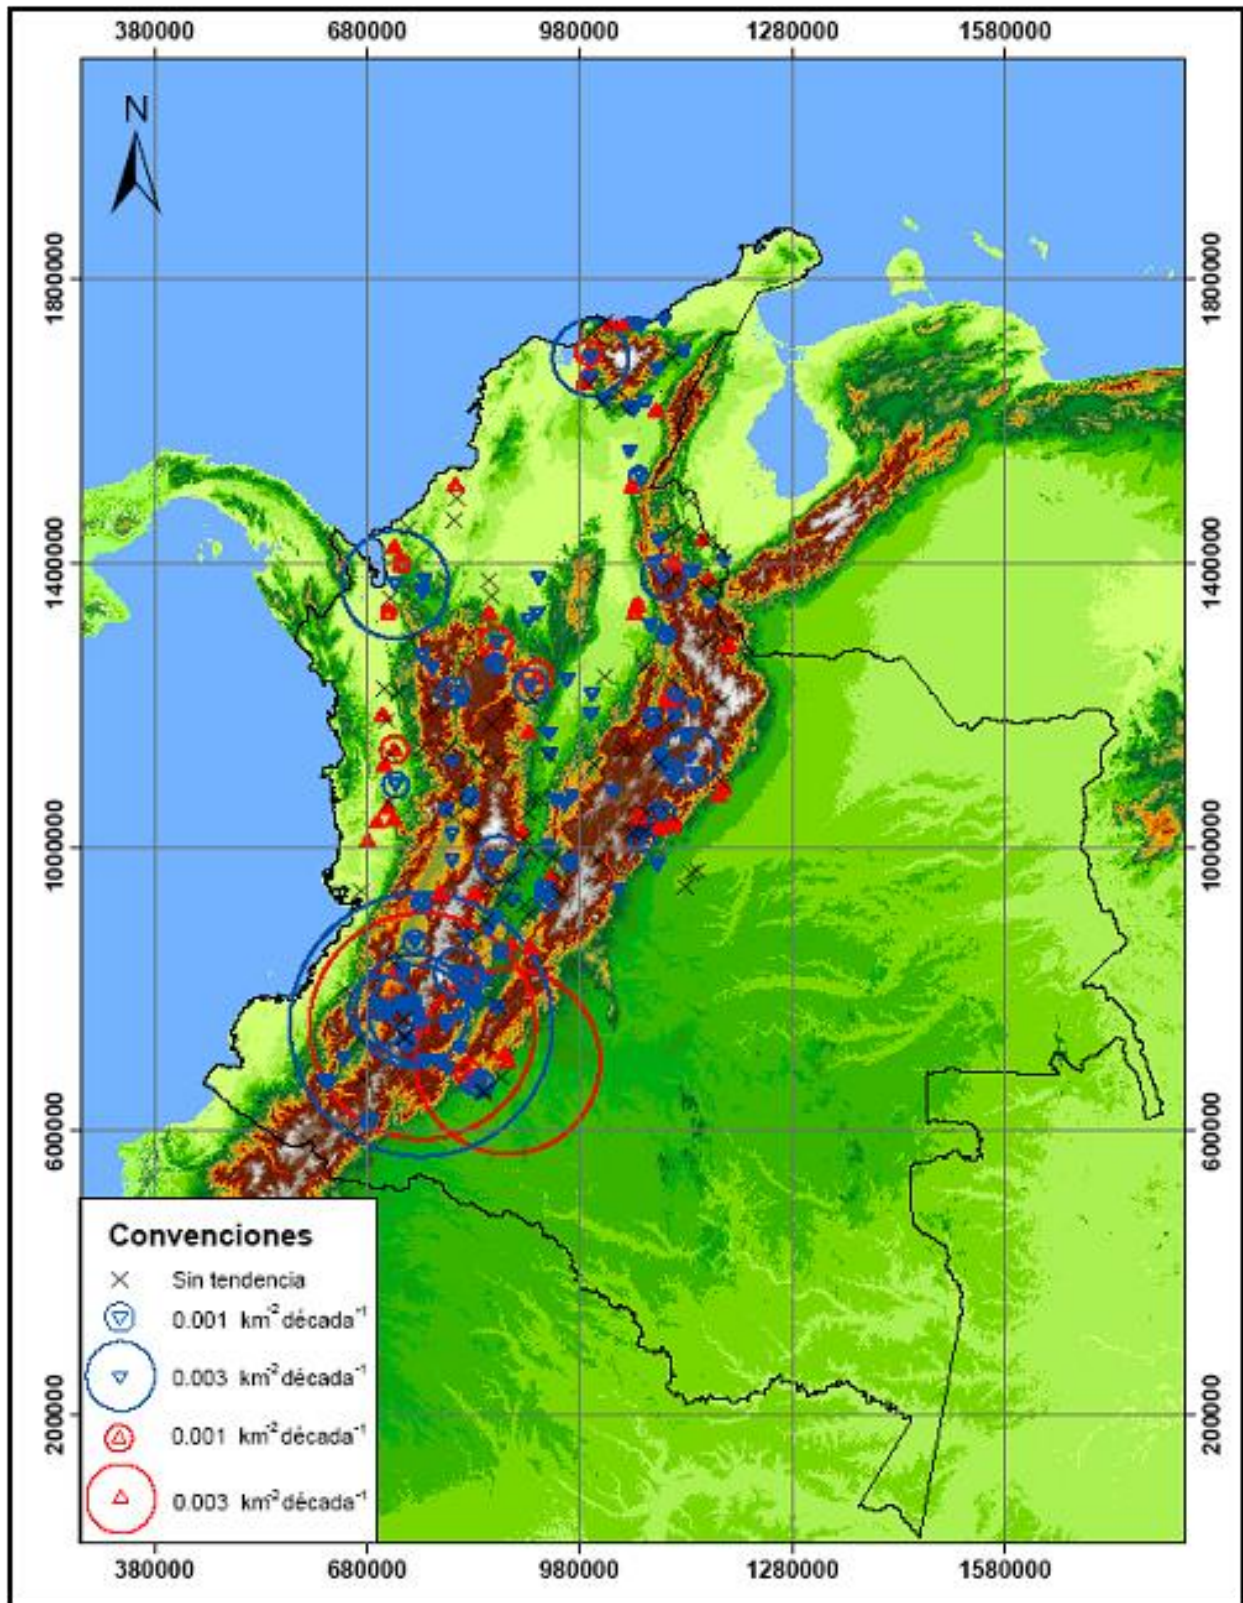 380000 680000 980000 1280000 1580000
N
1800000 1800000
1400000 1400000
1000000 1000000
600000 600000
200000 200000
Convenciones
Sin tendencia
0.001 km⁻² década⁻¹
0.003 km⁻² década⁻¹
0.001 km⁻² década⁻¹
0.003 km⁻² década⁻¹
380000 680000 980000 1280000 1580000